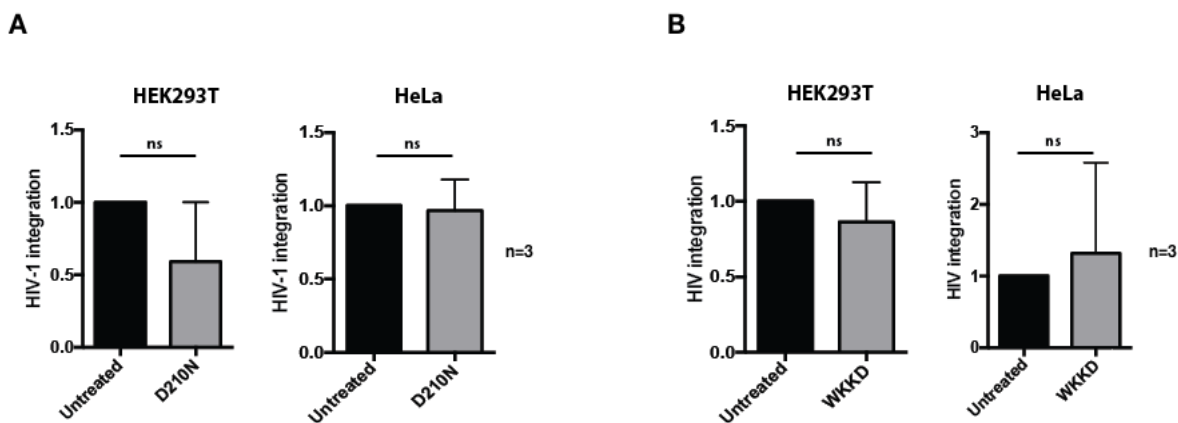 A
HEK293T
HIV-1 integration
1.5
1.0
0.5
0.0
ns
Untreated
D210N
HeLa
HIV-1 integration
1.5
1.0
0.5
0.0
ns
Untreated
D210N
n=3
B
HEK293T
HIV integration
1.5
1.0
0.5
0.0
ns
Untreated
WKKD
HeLa
HIV integration
3
2
1
0
ns
Untreated
WKKD
n=3